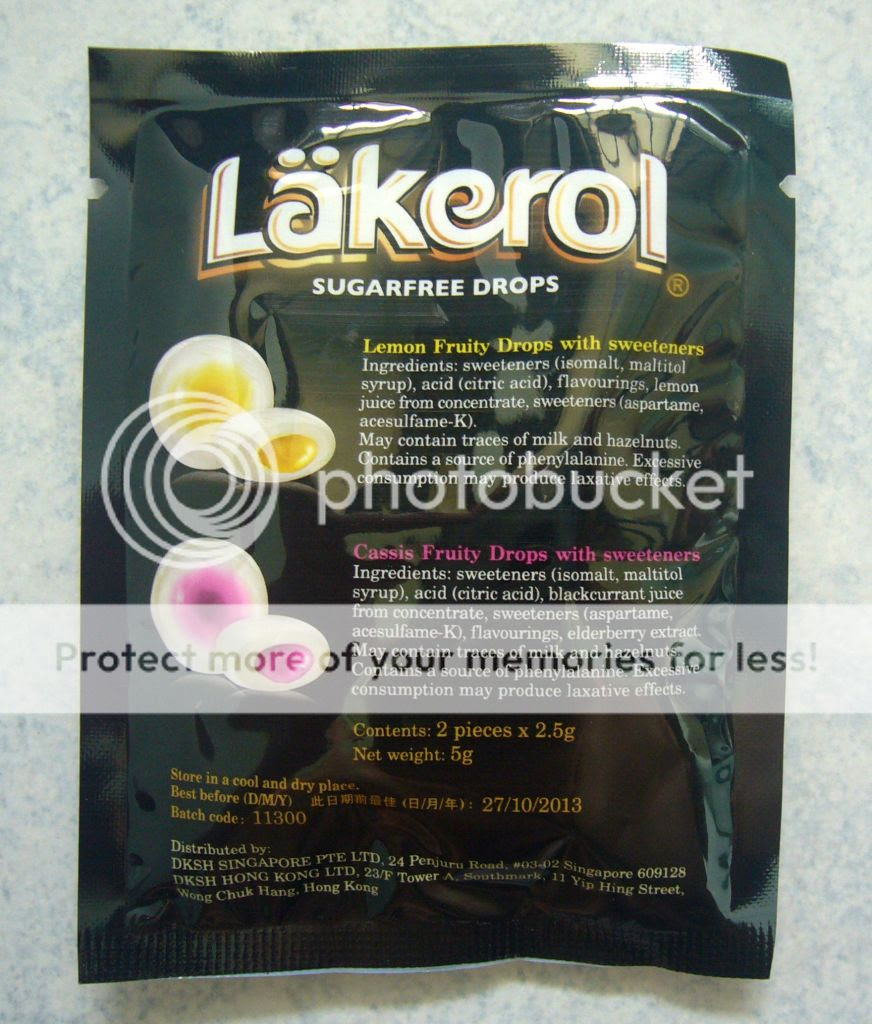 Läkerol
SUGARFREE DROPS
®
Lemon Fruity Drops with sweeteners
Ingredients: sweeteners (isomalt, maltitol
syrup), acid (citric acid), flavourings, lemon
juice from concentrate, sweeteners (aspartame,
acesulfame-K).
May contain traces of milk and hazelnuts.
Contains a source of phenylalanine. Excessive
consumption may produce laxative effects.
photobucket
Cassis Fruity Drops with sweeteners
Ingredients: sweeteners (isomalt, maltitol
syrup), acid (citric acid), blackcurrant juice
from concentrate, sweeteners (aspartame,
acesulfame-K), flavourings, elderberry extract.
May contain traces of milk and hazelnuts.
Protect more of your memories for less!
Contains a source of phenylalanine. Excessive
consumption may produce laxative effects.
Contents: 2 pieces x 2.5g
Net weight: 5g
Store in a cool and dry place.
Best before (D/M/Y) 此日期前最佳 (日/月/年): 27/10/2013
Batch code: 11300
Distributed by:
DKSH SINGAPORE PTE LTD, 24 Penjuru Road, #03-02 Singapore 609128
DKSH HONG KONG LTD, 23/F Tower A, Southmark, 11 Yip Hing Street,
Wong Chuk Hang, Hong Kong